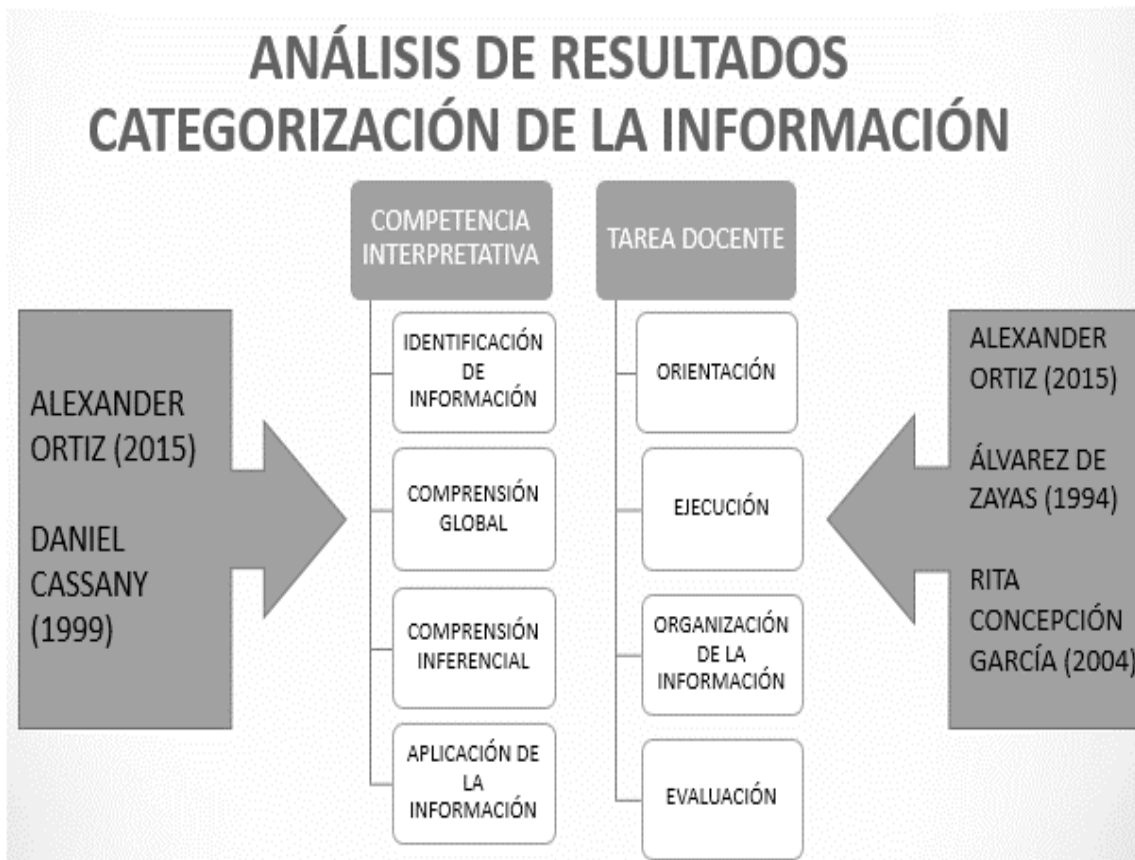 ANÁLISIS DE RESULTADOS
CATEGORIZACIÓN DE LA INFORMACIÓN
ALEXANDER
ORTIZ (2015)
DANIEL
CASSANY
(1999)
COMPETENCIA
INTERPRETATIVA
IDENTIFICACIÓN
DE
INFORMACIÓN
COMPRENSIÓN
GLOBAL
COMPRENSIÓN
INFERENCIAL
APLICACIÓN DE
LA
INFORMACIÓN
TAREA DOCENTE
ORIENTACIÓN
EJECUCIÓN
ORGANIZACIÓN
DE LA
INFORMACIÓN
EVALUACIÓN
ALEXANDER
ORTIZ (2015)
ÁLVAREZ DE
ZAYAS (1994)
RITA
CONCEPCIÓN
GARCÍA (2004)